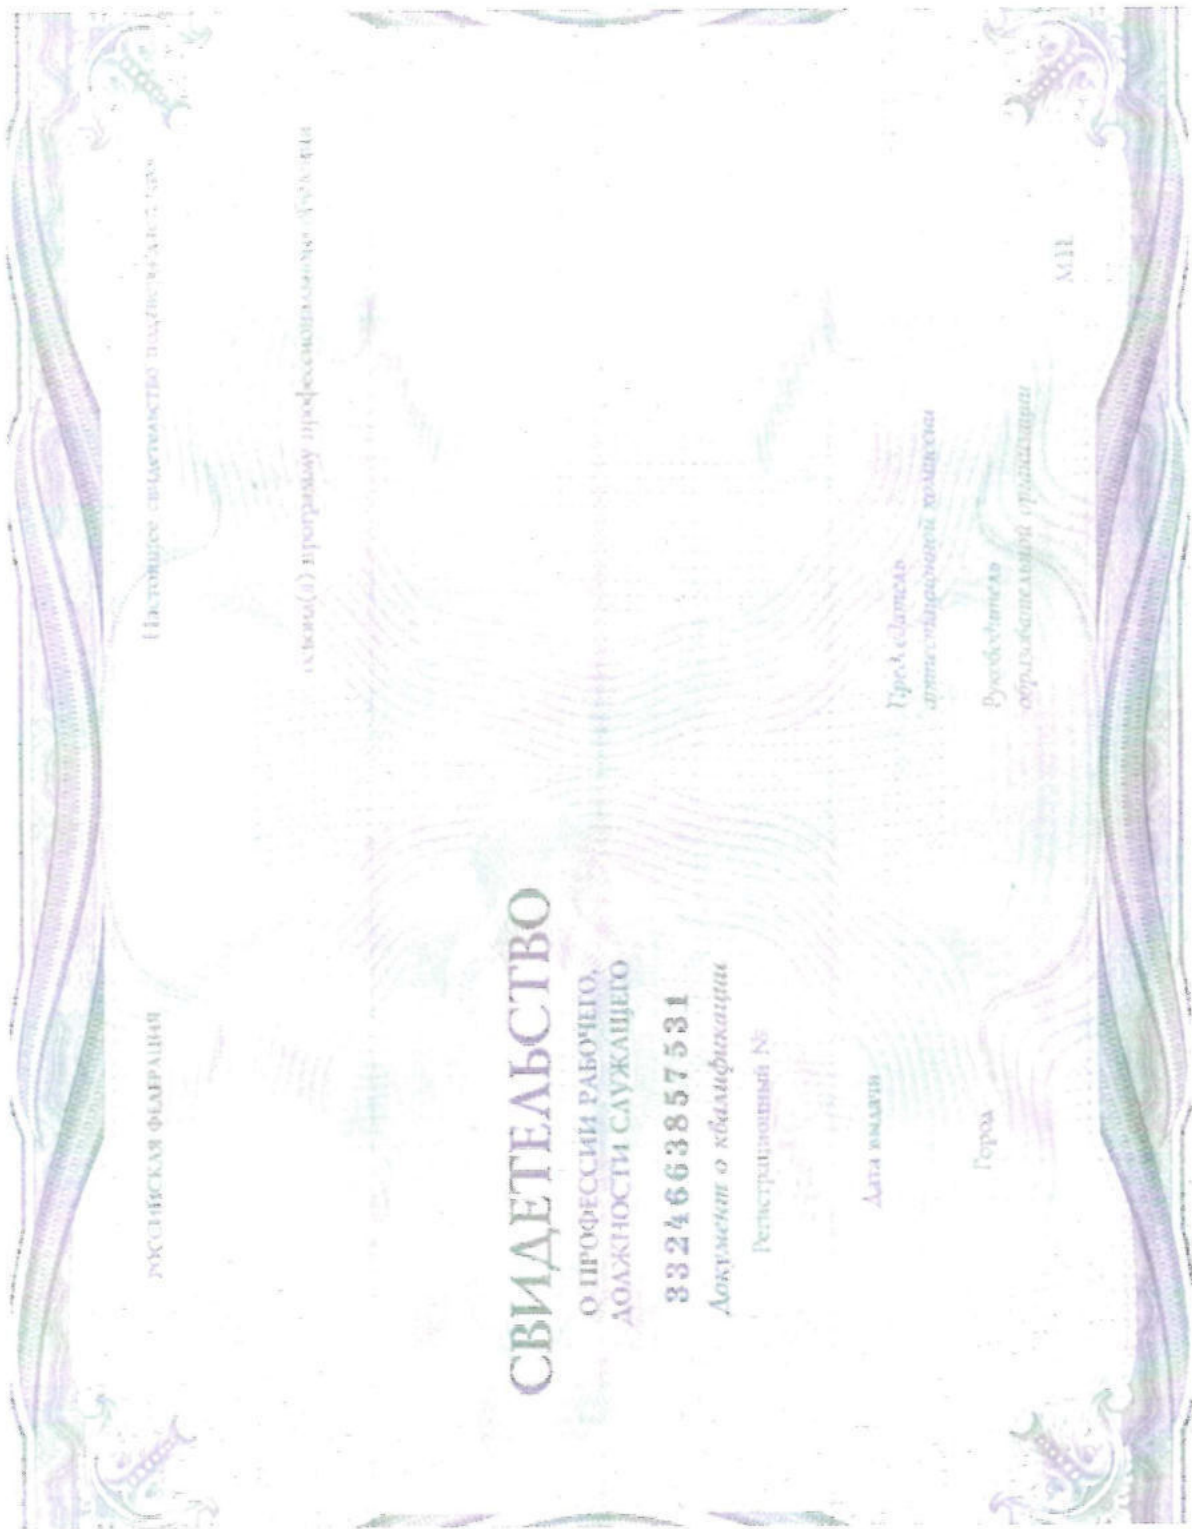 РОССИЙСКАЯ ФЕДЕРАЦИЯ
СВИДЕТЕЛЬСТВО
О ПРОФЕССИИ РАБОЧЕГО,
ДОЛЖНОСТИ СЛУЖАЩЕГО
332466385753 1
Документ о квалификации
Регистрационный №
Дата выдачи
Город
Настоящее свидетельство подтверждает, что
освоил(а) программу профессионального обучения
Председатель
аттестационной комиссии
Руководитель
образовательной организации
М.П.